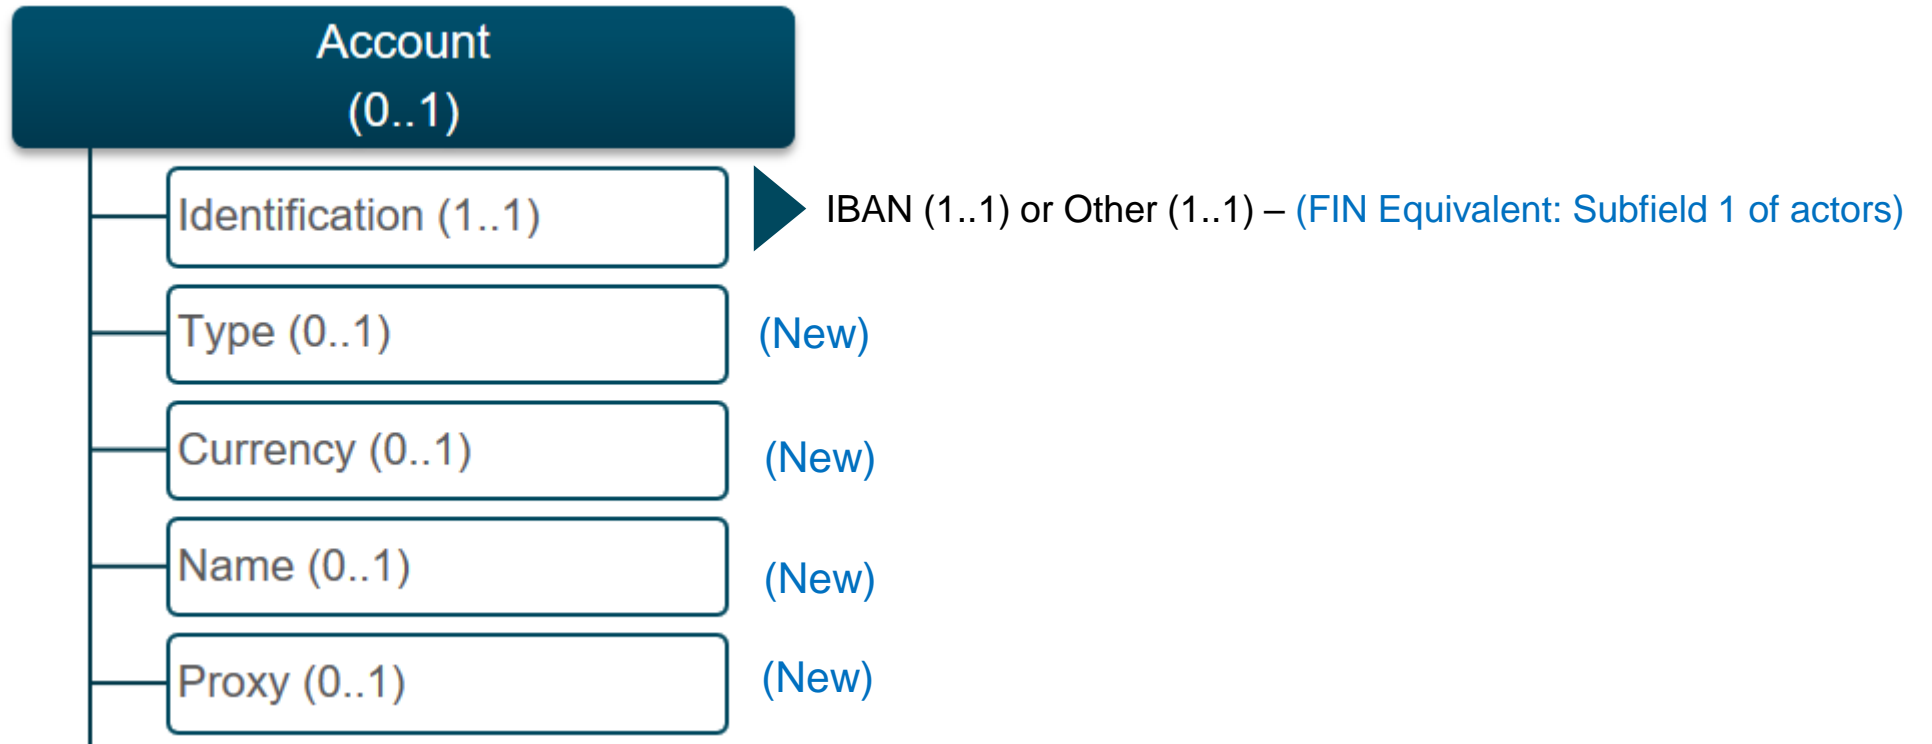 Account
(0..1)
Identification (1..1)
IBAN (1..1) or Other (1..1) – (FIN Equivalent: Subfield 1 of actors)
Type (0..1)
(New)
Currency (0..1)
(New)
Name (0..1)
(New)
Proxy (0..1)
(New)